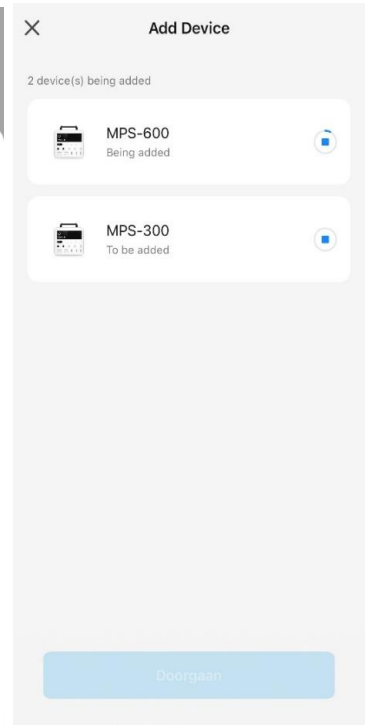 Add Device
2 device(s) being added
MPS-600
Being added
MPS-300
To be added
Doorgaan